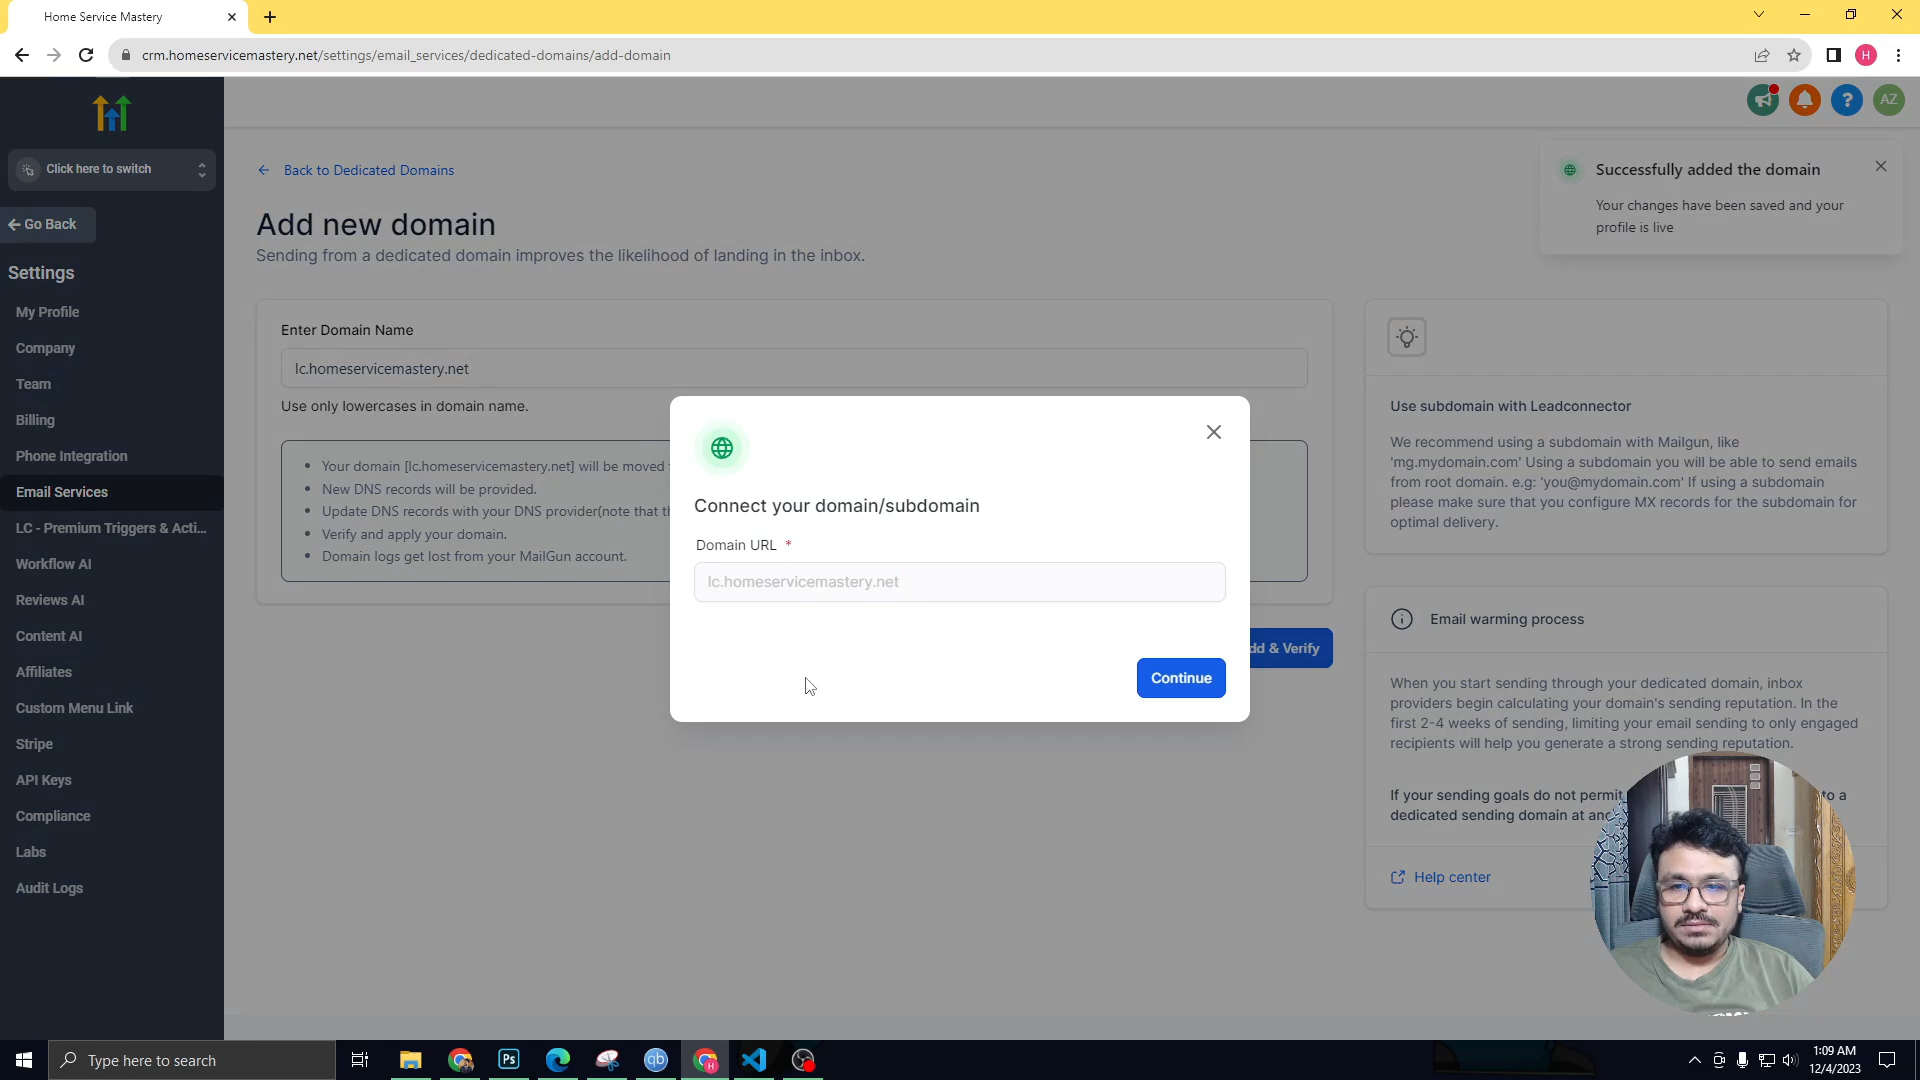 Home Service Mastery
crm.homeservicemastery.net/settings/email_services/dedicated-domains/add-domain
H
AZ
Click here to switch
Go Back
Settings
My Profile
Company
Team
Billing
Phone Integration
Email Services
LC - Premium Triggers & Acti...
Workflow AI
Reviews AI
Content AI
Affiliates
Custom Menu Link
Stripe
API Keys
Compliance
Labs
Audit Logs
Back to Dedicated Domains
Add new domain
Sending from a dedicated domain improves the likelihood of landing in the inbox.
Enter Domain Name
lc.homeservicemastery.net
Use only lowercases in domain name.
Your domain [lc.homeservicemastery.net] will be moved
New DNS records will be provided.
Update DNS records with your DNS provider(note that
Verify and apply your domain.
Domain logs get lost from your MailGun account.
& Verify
Connect your domain/subdomain
Domain URL *
lc.homeservicemastery.net
Continue
Successfully added the domain
Your changes have been saved and your
profile is live
Use subdomain with Leadconnector
We recommend using a subdomain with Mailgun, like
'mg.mydomain.com' Using a subdomain you will be able to send emails
from root domain. e.g: 'you@mydomain.com' If using a subdomain
please make sure that you configure MX records for the subdomain for
optimal delivery.
Email warming process
When you start sending through your dedicated domain, inbox
providers begin calculating your domain's sending reputation. In the
first 2-4 weeks of sending, limiting your email sending to only engaged
recipients will help you generate a strong sending reputation.
If your sending goals do not permit to a
dedicated sending domain at
Help center
Type here to search
Ps
qb
H
1:09 AM
12/4/2023